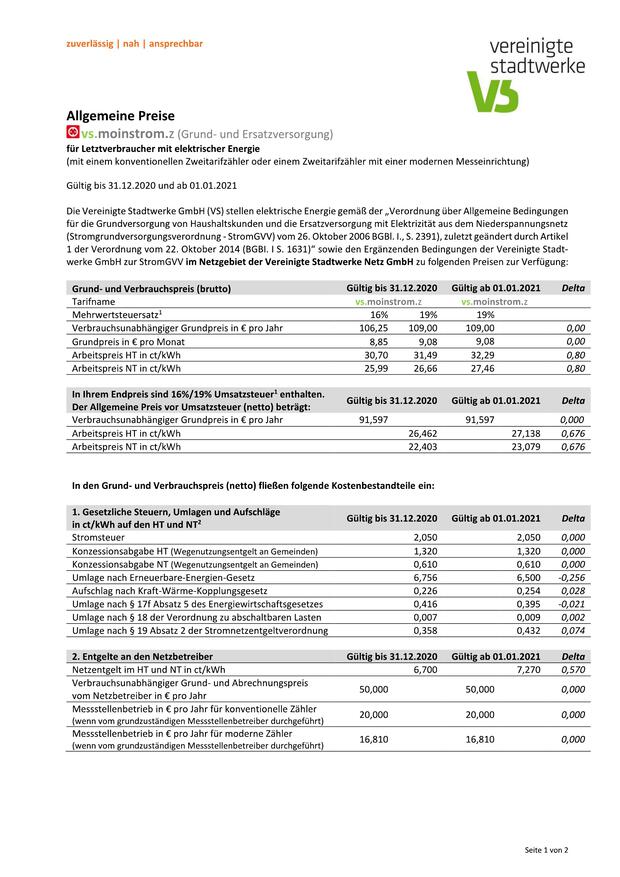 zuverlässig | nah | ansprechbar
vereinigte
stadtwerke
VS
Allgemeine Preise
vs.moinstrom.z (Grund- und Ersatzversorgung)
für Letztverbraucher mit elektrischer Energie
(mit einem konventionellen Zweitarifzähler oder einem Zweitarifzähler mit einer modernen Messeinrichtung)
Gültig bis 31.12.2020 und ab 01.01.2021
Die Vereinigte Stadtwerke GmbH (VS) stellen elektrische Energie gemäß der „Verordnung über Allgemeine Bedingungen
für die Grundversorgung von Haushaltskunden und die Ersatzversorgung mit Elektrizität aus dem Niederspannungsnetz
(Stromgrundversorgungsverordnung - StromGVV) vom 26. Oktober 2006 BGBl. I., S. 2391), zuletzt geändert durch Artikel
1 der Verordnung vom 22. Oktober 2014 (BGBI. I S. 1631)“ sowie den Ergänzenden Bedingungen der Vereinigte Stadt-
werke GmbH zur StromGVV im Netzgebiet der Vereinigte Stadtwerke Netz GmbH zu folgenden Preisen zur Verfügung:
Grund- und Verbrauchspreis (brutto) Gültig bis 31.12.2020 Gültig ab 01.01.2021 Delta
Tarifname vs.moinstrom.z vs.moinstrom.z
Mehrwertsteuersatz¹ 16% 19% 19%
Verbrauchsunabhängiger Grundpreis in € pro Jahr 106,25 109,00 109,00 0,00
Grundpreis in € pro Monat 8,85 9,08 9,08 0,00
Arbeitspreis HT in ct/kWh 30,70 31,49 32,29 0,80
Arbeitspreis NT in ct/kWh 25,99 26,66 27,46 0,80
In Ihrem Endpreis sind 16%/19% Umsatzsteuer¹ enthalten.
Der Allgemeine Preis vor Umsatzsteuer (netto) beträgt: Gültig bis 31.12.2020 Gültig ab 01.01.2021 Delta
Verbrauchsunabhängiger Grundpreis in € pro Jahr 91,597 91,597 0,000
Arbeitspreis HT in ct/kWh 26,462 27,138 0,676
Arbeitspreis NT in ct/kWh 22,403 23,079 0,676
In den Grund- und Verbrauchspreis (netto) fließen folgende Kostenbestandteile ein:
1. Gesetzliche Steuern, Umlagen und Aufschläge
in ct/kWh auf den HT und NT² Gültig bis 31.12.2020 Gültig ab 01.01.2021 Delta
Stromsteuer 2,050 2,050 0,000
Konzessionsabgabe HT (Wegenutzungsentgelt an Gemeinden) 1,320 1,320 0,000
Konzessionsabgabe NT (Wegenutzungsentgelt an Gemeinden) 0,610 0,610 0,000
Umlage nach Erneuerbare-Energien-Gesetz 6,756 6,500 -0,256
Aufschlag nach Kraft-Wärme-Kopplungsgesetz 0,226 0,254 0,028
Umlage nach § 17f Absatz 5 des Energiewirtschaftsgesetzes 0,416 0,395 -0,021
Umlage nach § 18 der Verordnung zu abschaltbaren Lasten 0,007 0,009 0,002
Umlage nach § 19 Absatz 2 der Stromnetzentgeltverordnung 0,358 0,432 0,074
2. Entgelte an den Netzbetreiber Gültig bis 31.12.2020 Gültig ab 01.01.2021 Delta
Netzentgelt im HT und NT in ct/kWh 6,700 7,270 0,570
Verbrauchsunabhängiger Grund- und Abrechnungspreis
vom Netzbetreiber in € pro Jahr 50,000 50,000 0,000
Messstellenbetrieb in € pro Jahr für konventionelle Zähler
(wenn vom grundzuständigen Messstellenbetreiber durchgeführt) 20,000 20,000 0,000
Messstellenbetrieb in € pro Jahr für moderne Zähler
(wenn vom grundzuständigen Messstellenbetreiber durchgeführt) 16,810 16,810 0,000
Seite 1 von 2